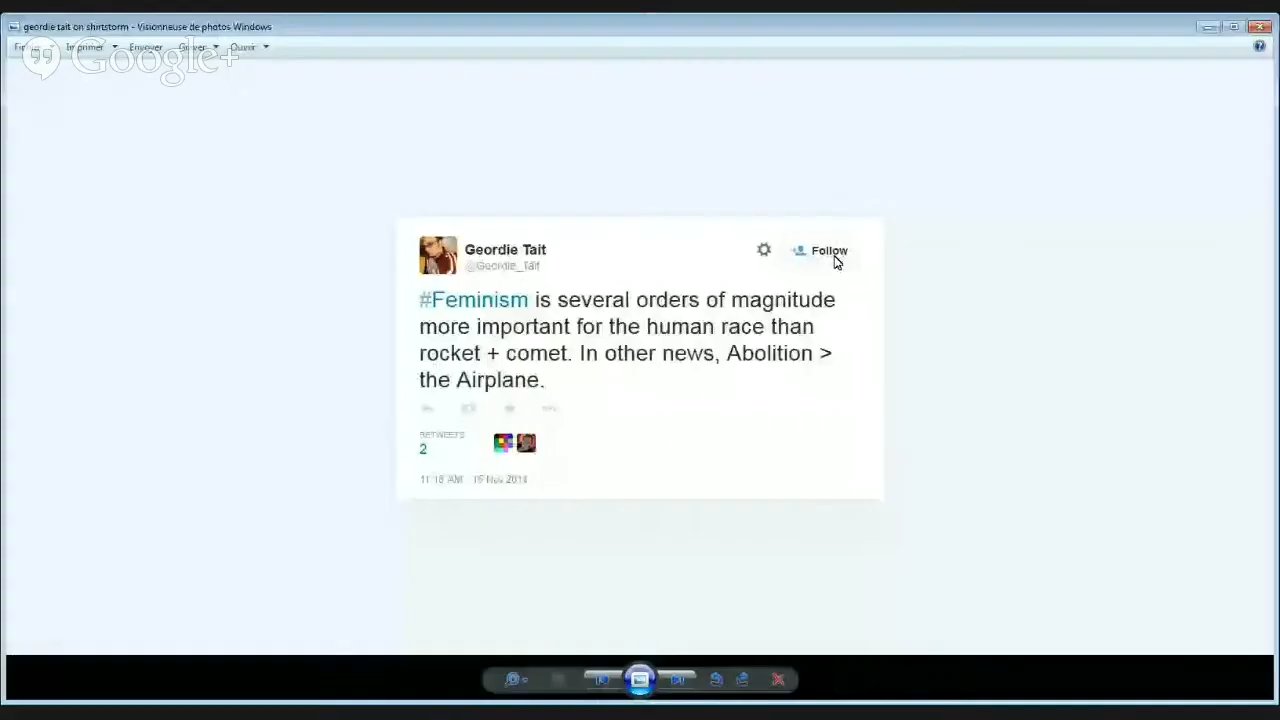 geordie tait on shirtstorm - Visionneuse de photos Windows
Imprimer Envoyer Graver Ouvrir
Google+
Geordie Tait
@Geordie_Tait
Follow
#Feminism is several orders of magnitude
more important for the human race than
rocket + comet. In other news, Abolition >
the Airplane.
RETWEETS
2
11:18 AM
Nov 2014